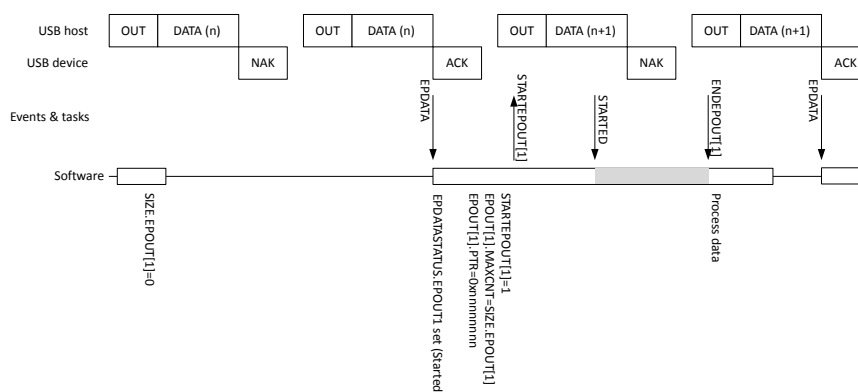 USB host
OUT DATA (n) OUT DATA (n) OUT DATA (n+1) OUT DATA (n+1)
USB device
NAK ACK NAK ACK
Events & tasks
EPDATA
STARTEPOUT[1]
STARTED
ENDEPOUT[1]
EPDATA
Software
SIZE.EPOUT[1]=0
EPDATASTATUS.EPOUT1 set (Started
STARTEPOUT[1]=1
EPOUT[1].MAXCNT=SIZE.EPOUT[1]
EPOUT[1].PTR=0xnnnnnnnn
Process data